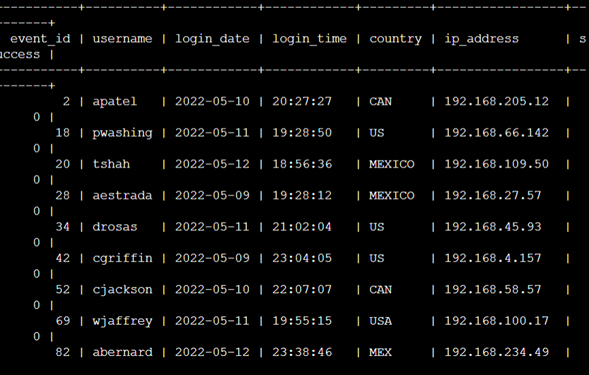 ---------+----------+------------+------------+---------+-----------------+--
-------+
event_id | username | login_date | login_time | country | ip_address | s
uccess |
---------+----------+------------+------------+---------+-----------------+--
-------+
2 | apatel | 2022-05-10 | 20:27:27 | CAN | 192.168.205.12 |
0 |
18 | pwashing | 2022-05-11 | 19:28:50 | US | 192.168.66.142 |
0 |
20 | tshah | 2022-05-12 | 18:56:36 | MEXICO | 192.168.109.50 |
0 |
28 | aestrada | 2022-05-09 | 19:28:12 | MEXICO | 192.168.27.57 |
0 |
34 | drosas | 2022-05-11 | 21:02:04 | US | 192.168.45.93 |
0 |
42 | cgriffin | 2022-05-09 | 23:04:05 | US | 192.168.4.157 |
0 |
52 | cjackson | 2022-05-10 | 22:07:07 | CAN | 192.168.58.57 |
0 |
69 | wjaffrey | 2022-05-11 | 19:55:15 | USA | 192.168.100.17 |
0 |
82 | abernard | 2022-05-12 | 23:38:46 | MEX | 192.168.234.49 |